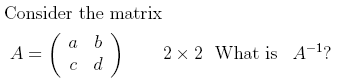 Consider the matrix
A = ( a b
c d ) 2 × 2 What is A⁻¹?